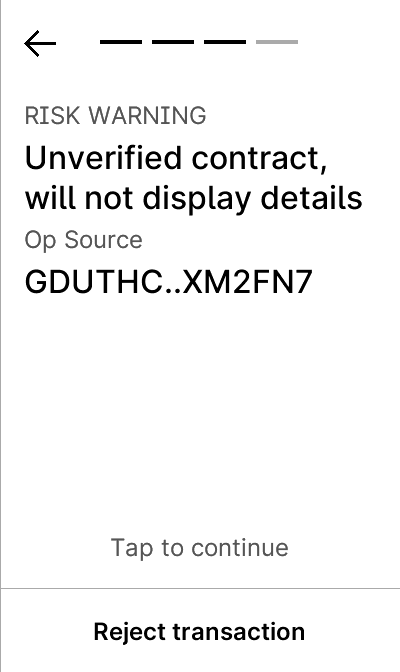 RISK WARNING
Unverified contract,
will not display details
Op Source
GDUTHC..XM2FN7
Tap to continue
Reject transaction